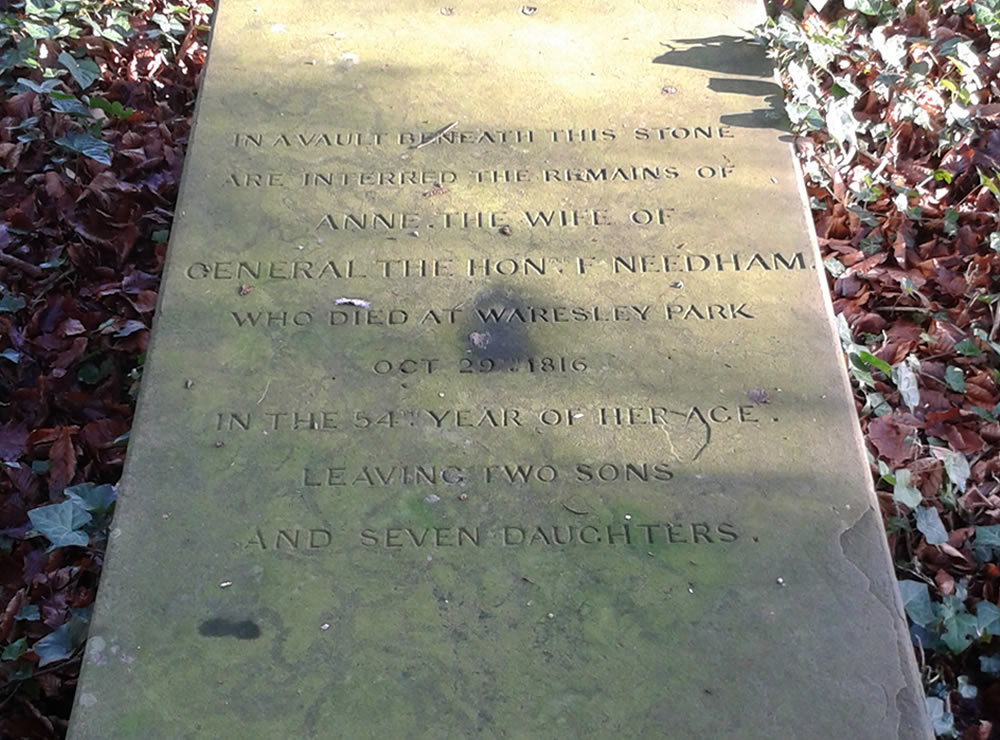 IN A VAULT BENEATH THIS STONE
ARE INTERRED THE REMAINS OF
ANNE . THE WIFE OF
GENERAL THE HON. F NEEDHAM.
WHO DIED AT WARESLEY PARK
OCT 29 . 1816
IN THE 54TH. YEAR OF HER AGE .
LEAVING TWO SONS
AND SEVEN DAUGHTERS .